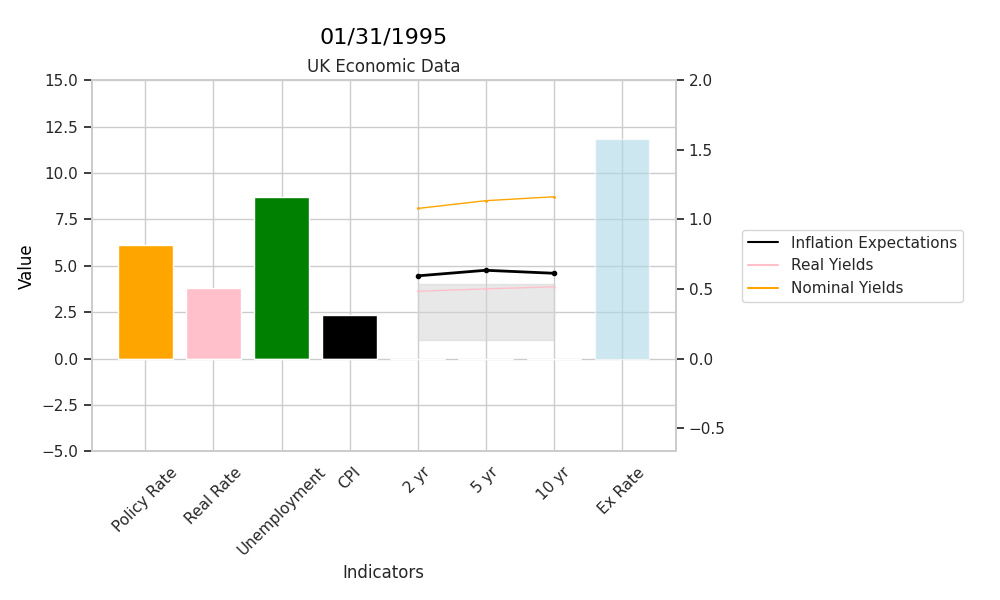 01/31/1995
UK Economic Data
Value
15.0
12.5
10.0
7.5
5.0
2.5
0.0
−2.5
−5.0
2.0
1.5
1.0
0.5
0.0
−0.5
Inflation Expectations
Real Yields
Nominal Yields
Policy Rate
Real Rate
Unemployment
CPI
2 yr
5 yr
10 yr
Ex Rate
Indicators